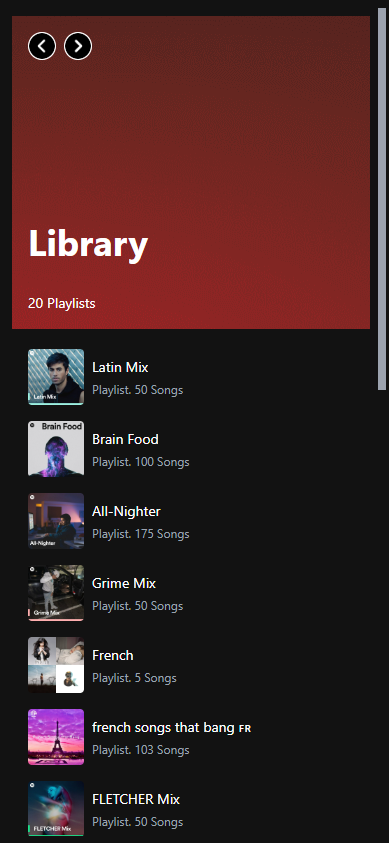 Library
20 Playlists
Latin Mix
Latin Mix
Playlist. 50 Songs
Brain Food
Brain Food
Playlist. 100 Songs
All-Nighter
All-Nighter
Playlist. 175 Songs
Grime Mix
Grime Mix
Playlist. 50 Songs
French
Playlist. 5 Songs
french songs that bang FR
Playlist. 103 Songs
FLETCHER Mix
FLETCHER Mix
Playlist. 50 Songs